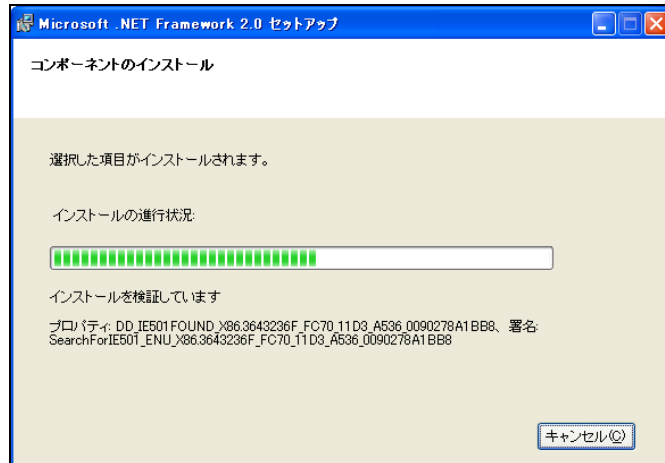 Microsoft .NET Framework 2.0 セットアップ
コンポーネントのインストール
選択した項目がインストールされます。
インストールの進行状況:
インストールを検証しています
プロパティ: DD_IE501FOUND_X86.3643236F_FC70_11D3_A536_0090278A1BB8、署名:
SearchForIE501_ENU_X86.3643236F_FC70_11D3_A536_0090278A1BB8
キャンセル(C)